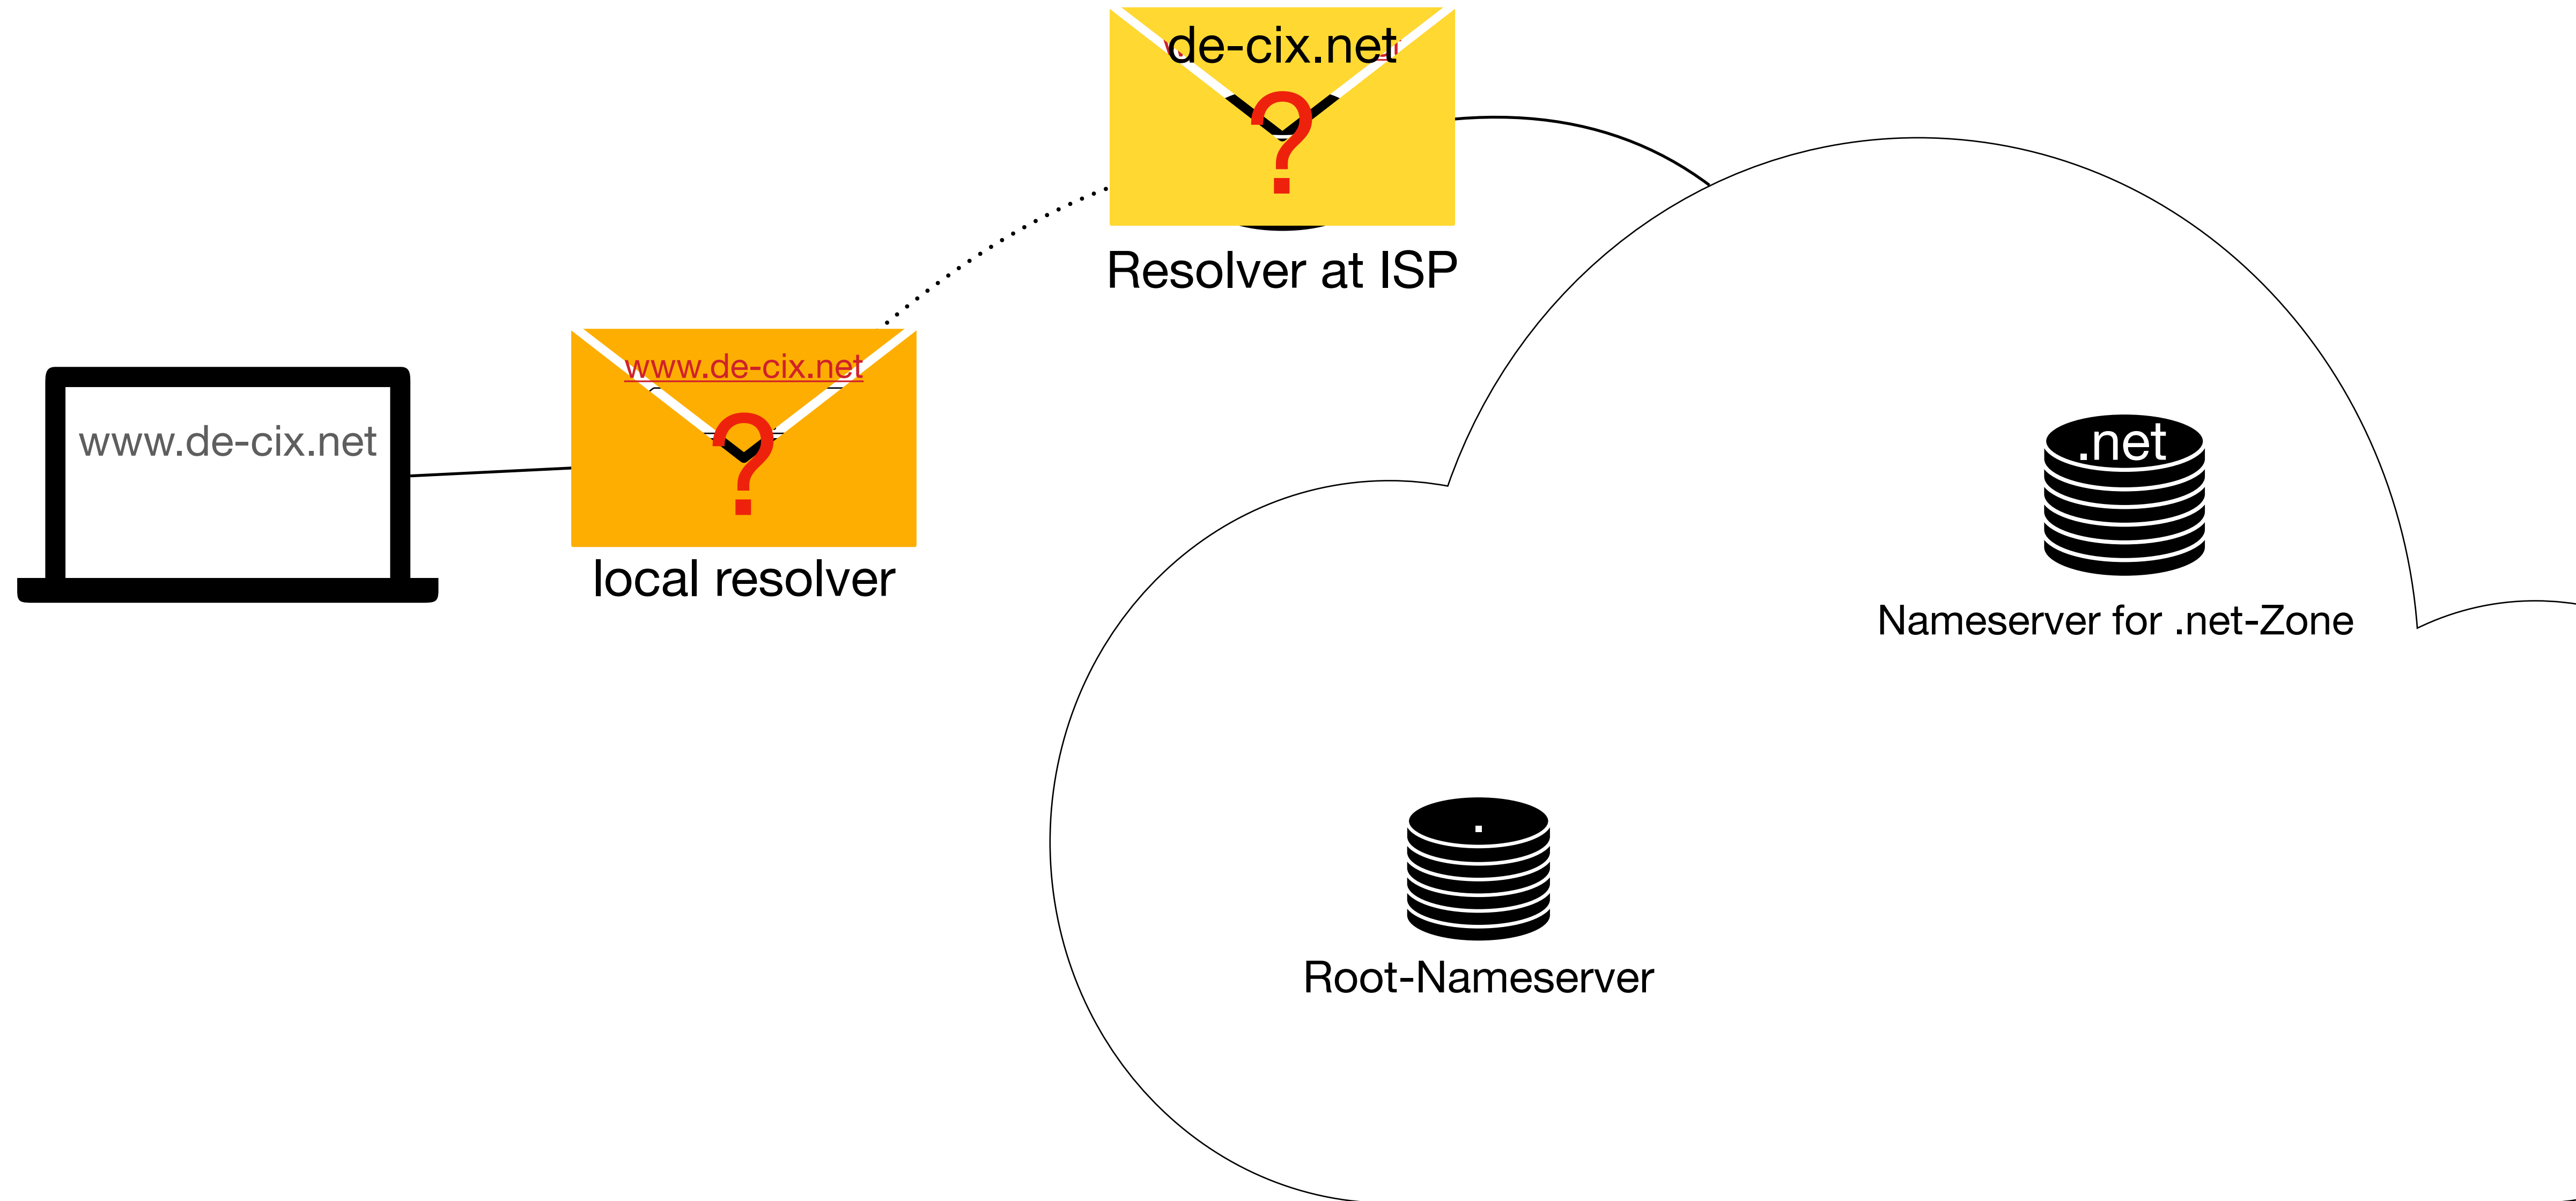 de-cix.net
?
Resolver at ISP
www.de-cix.net
?
local resolver
www.de-cix.net
.net
Nameserver for .net-Zone
.
Root-Nameserver